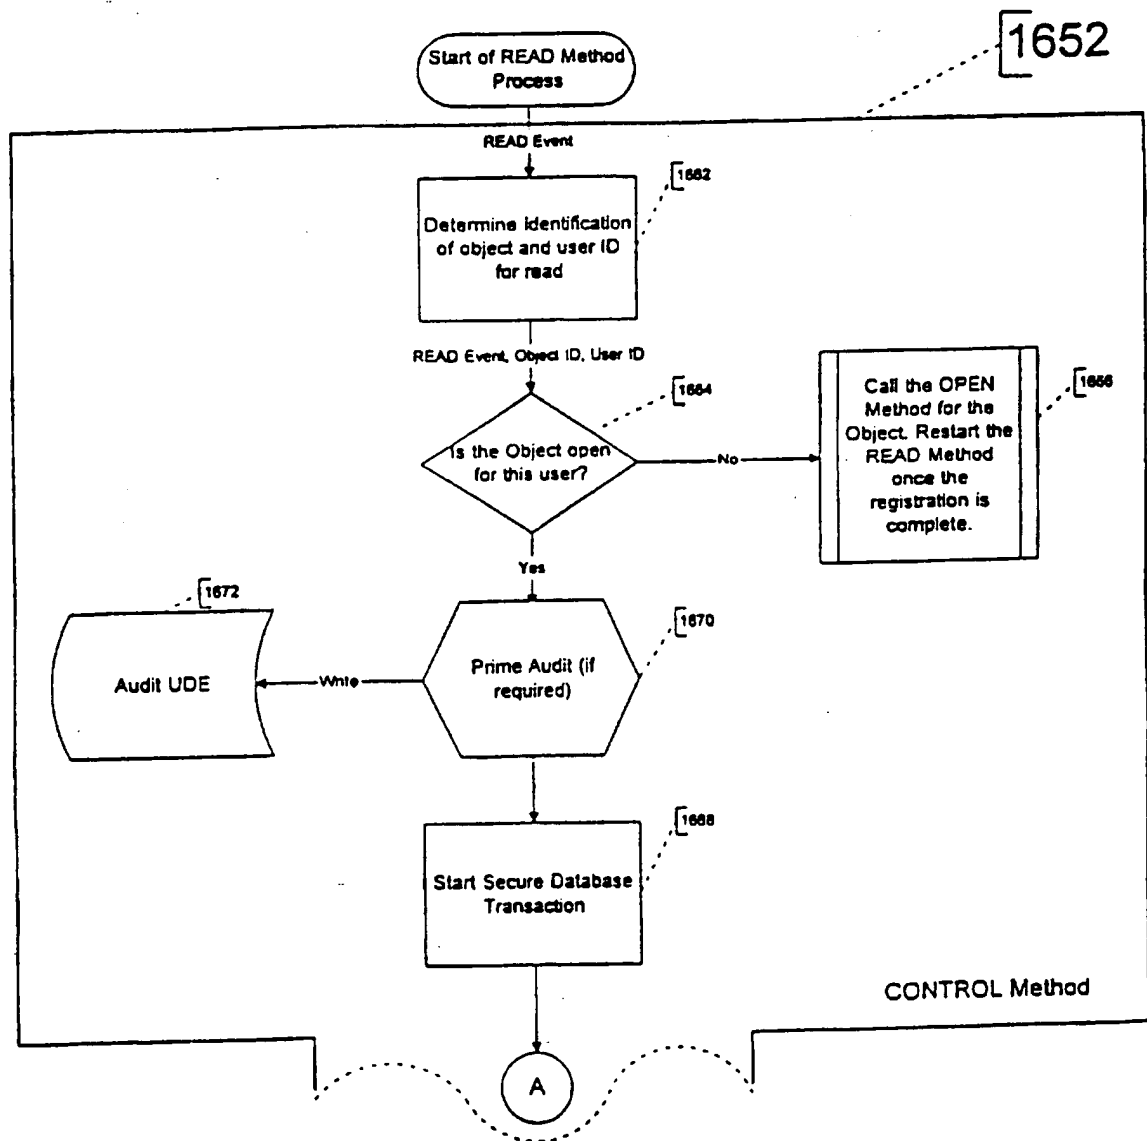 1652
Start of READ Method
Process
READ Event
1662
Determine Identification
of object and user ID
for read
READ Event, Object ID, User ID
1664
Is the Object open
for this user?
No
Call the OPEN
Method for the
Object. Restart the
READ Method
once the
registration is
complete.
1656
Yes
1672
Audit UDE
Write
Prime Audit (if
required)
1670
1668
Start Secure Database
Transaction
CONTROL Method
A